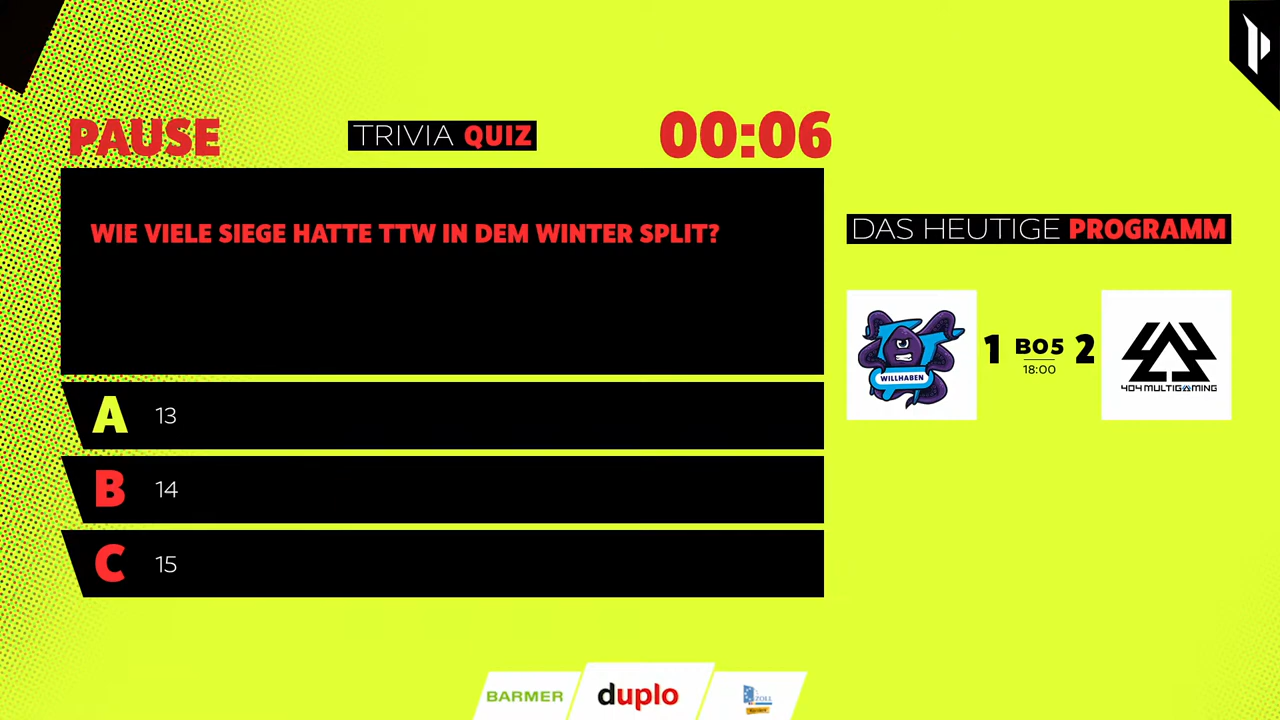 PAUSE
TRIVIA QUIZ
00:06
WIE VIELE SIEGE HATTE TTW IN DEM WINTER SPLIT?
A 13
B 14
C 15
DAS HEUTIGE PROGRAMM
WILLHABEN
1 BO5 2
18:00
404 MULTIGAMING
BARMER
duplo
ZOLL